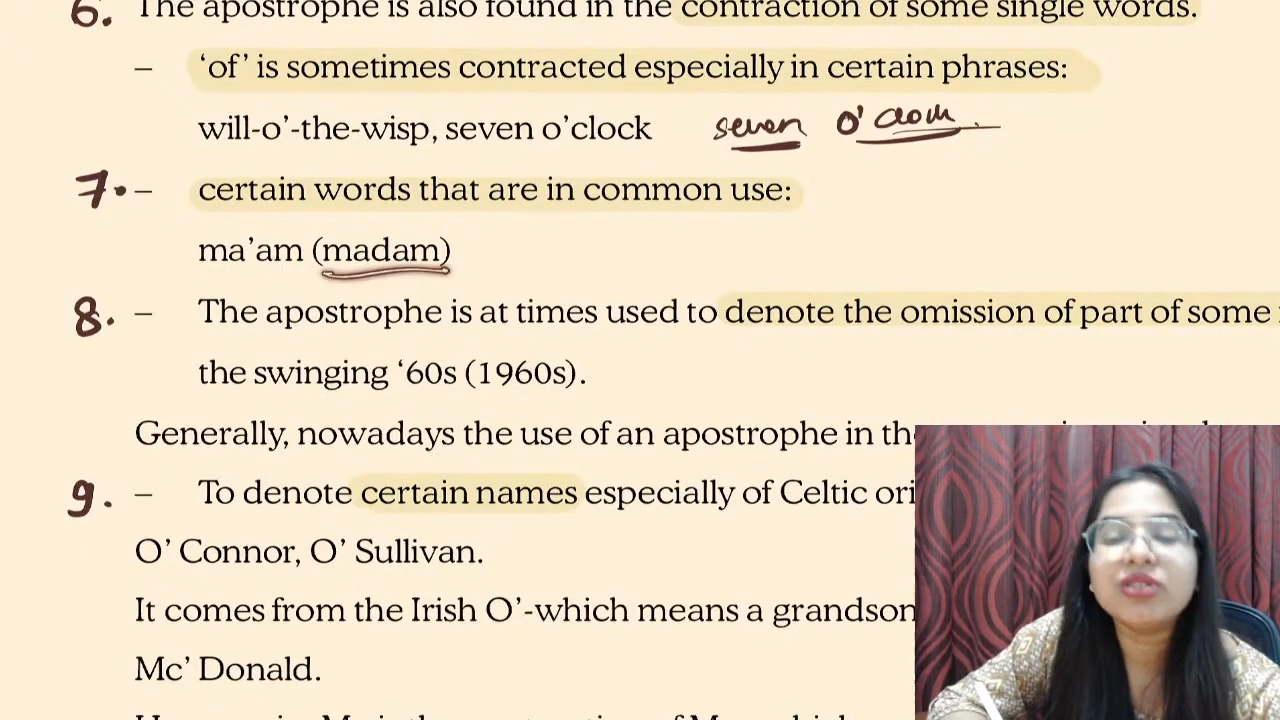 6. The apostrophe is also found in the contraction of some single words.
– ‘of’ is sometimes contracted especially in certain phrases:
will-o’-the-wisp, seven o’clock seven o' clock
7. – certain words that are in common use:
ma’am (madam)
8. – The apostrophe is at times used to denote the omission of part of some
the swinging ‘60s (1960s).
Generally, nowadays the use of an apostrophe in
9. – To denote certain names especially of Celtic
O’ Connor, O’ Sullivan.
It comes from the Irish O’-which means a grandson
Mc’ Donald.